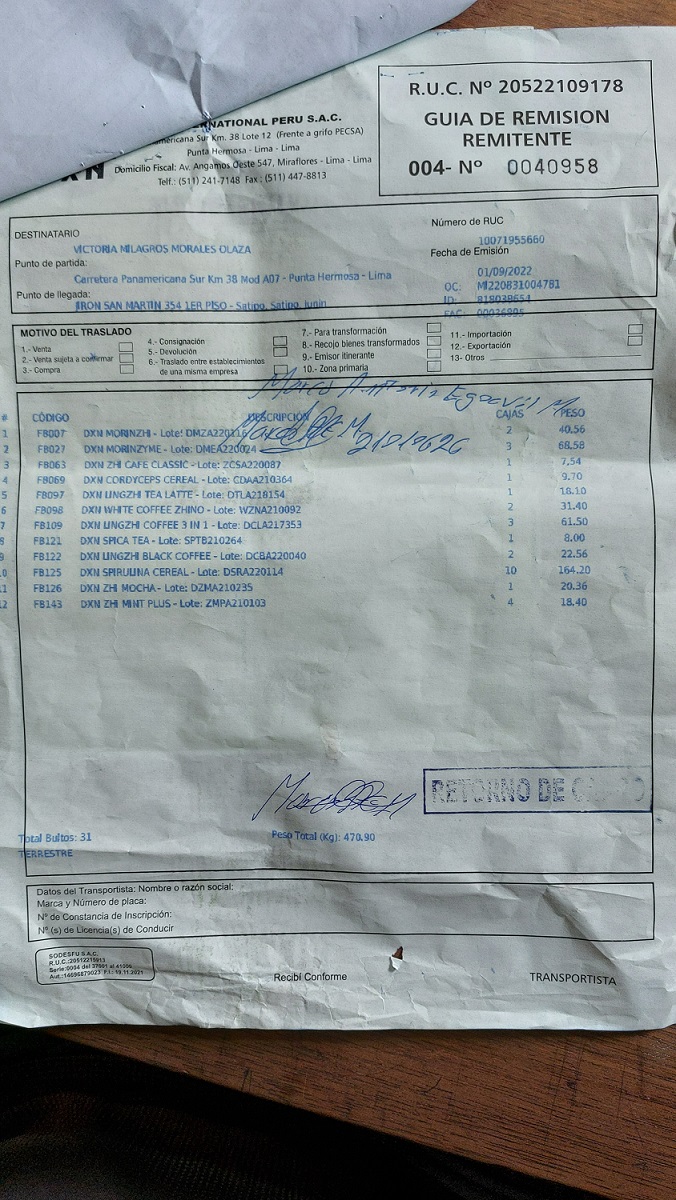 R.U.C. Nº 20522109178
GUIA DE REMISION
REMITENTE
004- Nº 0040958
NATIONAL PERU S.A.C.
mericana Sur Km. 38 Lote 12 (Frente a grifo PECSA)
Punta Hermosa - Lima - Lima
Domicilio Fiscal: Av. Angamos Oeste 547, Miraflores - Lima - Lima
Telf.: (511) 241-7148 Fax.: (511) 447-8813
DESTINATARIO
VICTORIA MILAGROS MORALES OLAZA
Punto de partida:
Carretera Panamericana Sur Km 38 Mod A07 - Punta Hermosa - Lima
Punto de llegada:
JIRON SAN MARTIN 354 1ER PISO - Satipo, Satipo, Junin
Número de RUC
10071955660
Fecha de Emisión
01/09/2022
OC: MI220831004781
ID: 818038654
FAC: 00036995
MOTIVO DEL TRASLADO
1.- Venta
2.- Venta sujeta a confirmar
3.- Compra
4.- Consignación
5.- Devolución
6.- Traslado entre establecimientos
de una misma empresa
7.- Para transformación
8.- Recojo bienes transformados
9.- Emisor itinerante
10.- Zona primaria
11.- Importación
12.- Exportación
13- Otros
Marco
# CÓDIGO DESCRIPCIÓN CAJAS PESO
1 FB007 DXN MORINZHI - Lote: DMZA220116 2 40.56
2 FB027 DXN MORINZYME - Lote: DMEA220024 3 68.58
3 FB063 DXN ZHI CAFE CLASSIC - Lote: ZCSA220087 1 7.54
4 FB069 DXN CORDYCEPS CEREAL - Lote: CDAA210364 1 9.70
5 FB097 DXN LINGZHI TEA LATTE - Lote: DTLA218154 1 18.10
6 FB098 DXN WHITE COFFEE ZHINO - Lote: WZNA210092 2 31.40
7 FB109 DXN LINGZHI COFFEE 3 IN 1 - Lote: DCLA217353 3 61.50
8 FB121 DXN SPICA TEA - Lote: SPTB210264 1 8.00
9 FB122 DXN LINGZHI BLACK COFFEE - Lote: DCBA220040 2 22.56
10 FB125 DXN SPIRULINA CEREAL - Lote: DSRA220114 10 164.20
11 FB126 DXN ZHI MOCHA - Lote: DZMA210235 1 20.36
12 FB143 DXN ZHI MINT PLUS - Lote: ZMPA210103 4 18.40
RETORNO DE
Total Bultos: 31
Peso Total (Kg): 470.90
TERRESTRE
Datos del Transportista: Nombre o razón social:
Marca y Número de placa:
Nº de Constancia de Inscripción:
Nº (s) de Licencia(s) de Conducir
SODESFU S.A.C.
Recibí Conforme
TRANSPORTISTA